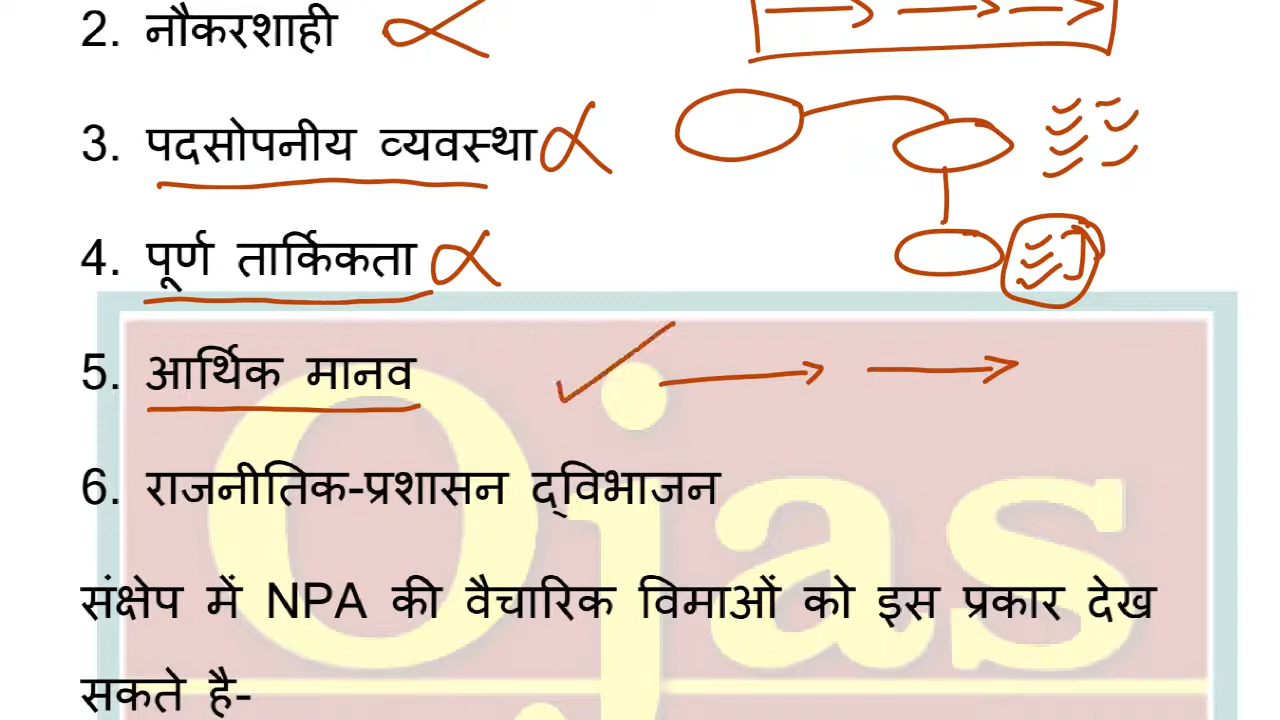 2. नौकरशाही
3. पदसोपनीय व्यवस्था
4. पूर्ण तार्किकता
5. आर्थिक मानव
6. राजनीतिक-प्रशासन द्विभाजन
संक्षेप में NPA की वैचारिक विमाओं को इस प्रकार देख
सकते है-
Ojas